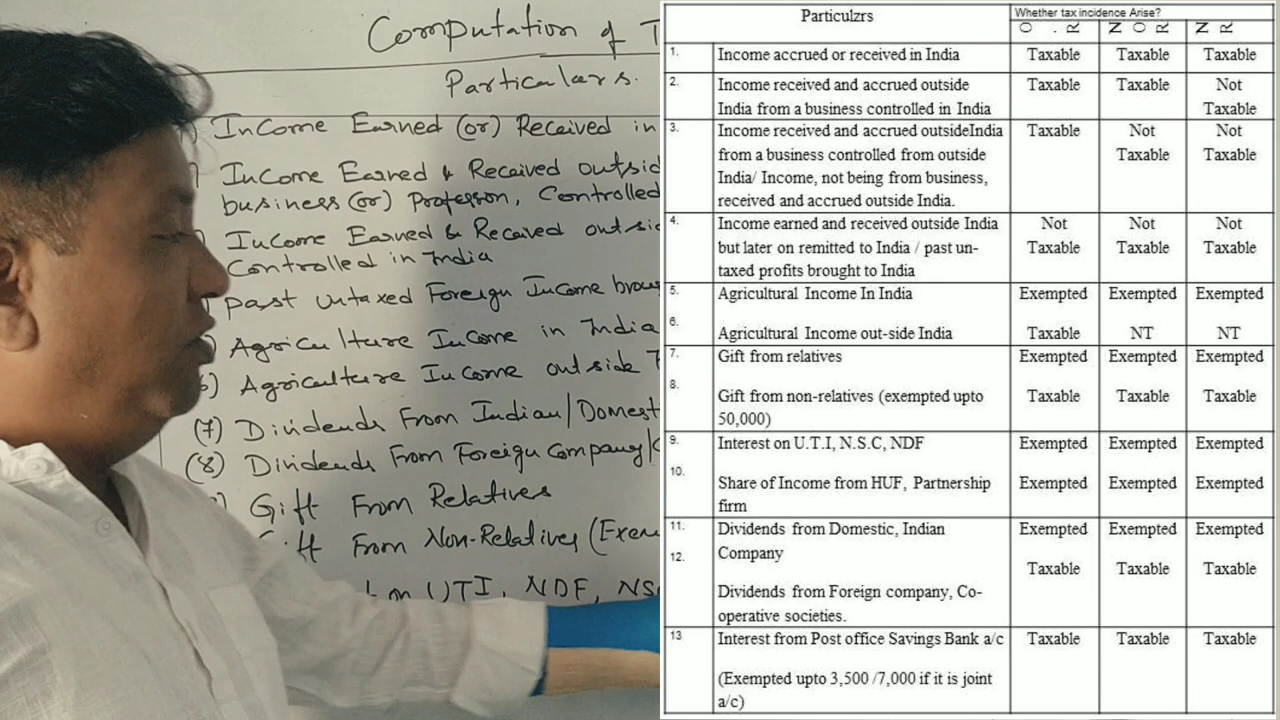 Computation of T
Particulars.
InCome Earned (or) Received in
InCome Earned & Received outsid
business (or) Professon, Controlled
InCome Earned & Receved outsid
Controlled in India
past untaxed Foreign Income brou
Agriculture Income in India
6) Agriculture InCome outside
(7) Dividends From Indian/Domest
(8) Dividends From Foreign Company/
Gift From Relatives
From Non-Relatives (Exem
on UTI, NDF, NS
Particulzrs
Whether tax incidence Arise?
O . R
N O R
N R
1. Income accrued or received in India Taxable Taxable Taxable
2. Income received and accrued outside Taxable Taxable Not
India from a business controlled in India Taxable
3. Income received and accrued outsideIndia Taxable Not Not
from a business controlled from outside Taxable Taxable
India/ Income, not being from business,
received and accrued outside India.
4. Income earned and received outside India Not Not Not
but later on remitted to India / past un- Taxable Taxable Taxable
taxed profits brought to India
5. Agricultural Income In India Exempted Exempted Exempted
6. Agricultural Income out-side India Taxable NT NT
7. Gift from relatives Exempted Exempted Exempted
8. Gift from non-relatives (exempted upto Taxable Taxable Taxable
50,000)
9. Interest on U.T.I, N.S.C, NDF Exempted Exempted Exempted
10. Share of Income from HUF, Partnership Exempted Exempted Exempted
firm
11. Dividends from Domestic, Indian Exempted Exempted Exempted
Company
12. Taxable Taxable Taxable
Dividends from Foreign company, Co-
operative societies.
13 Interest from Post office Savings Bank a/c Taxable Taxable Taxable
(Exempted upto 3,500 /7,000 if it is joint
a/c)